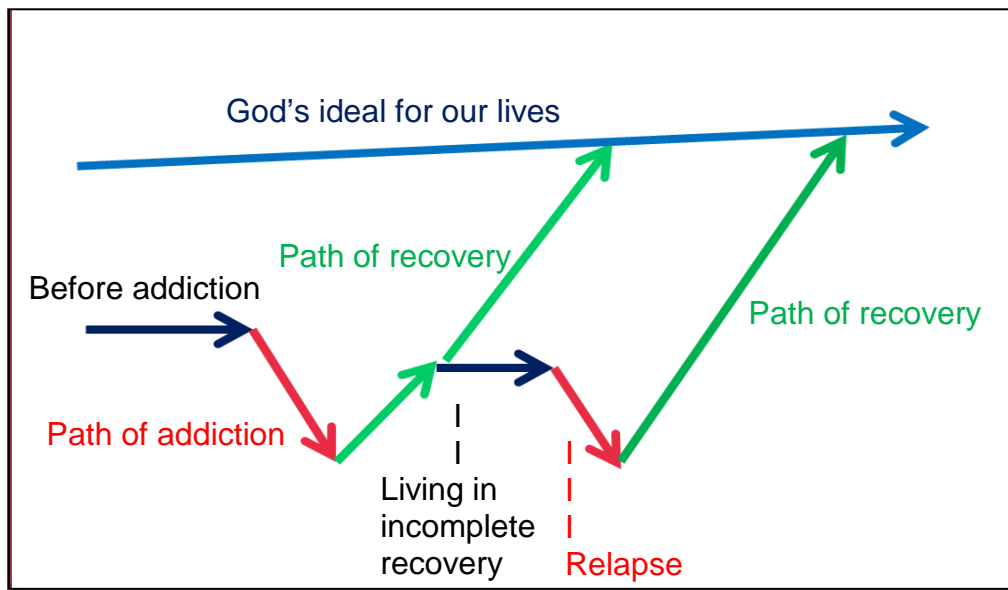 God’s ideal for our lives
Path of recovery
Before addiction
Path of recovery
Path of addiction
Living in
incomplete
recovery
Relapse